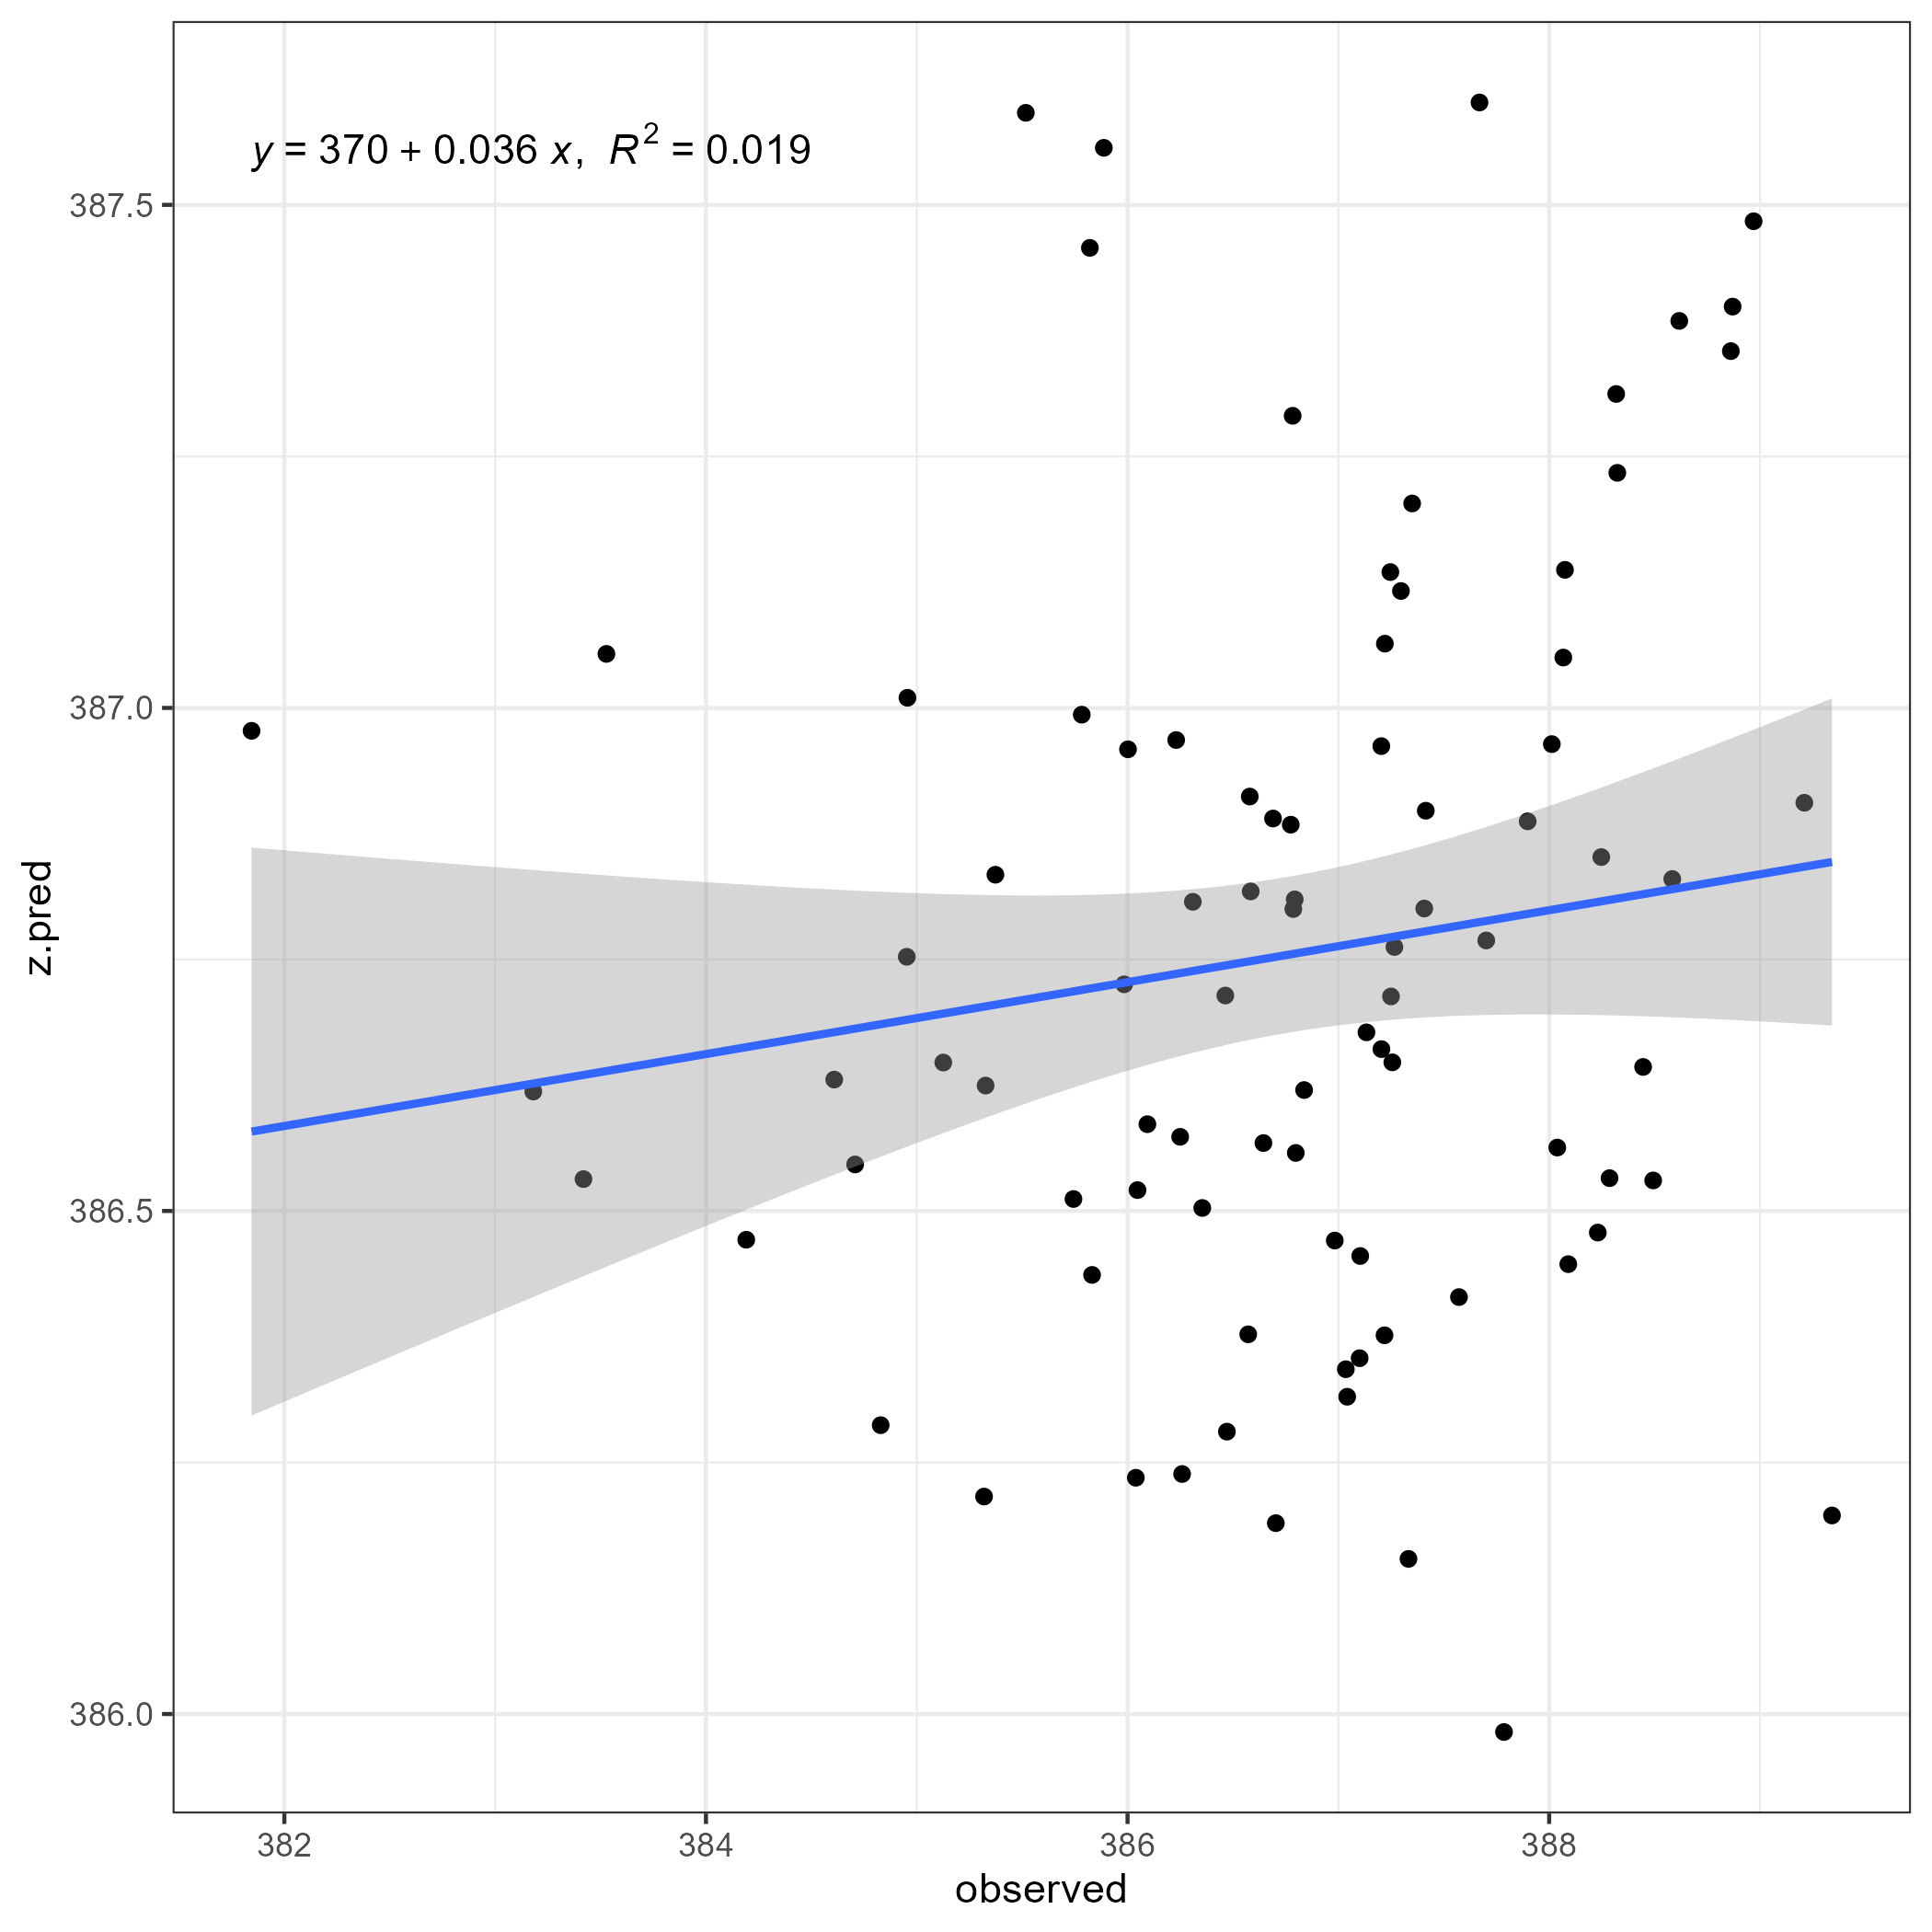 y = 370 + 0.036 x, R² = 0.019
387.5
387.0
386.5
386.0
z.pred
382 384 386 388
observed